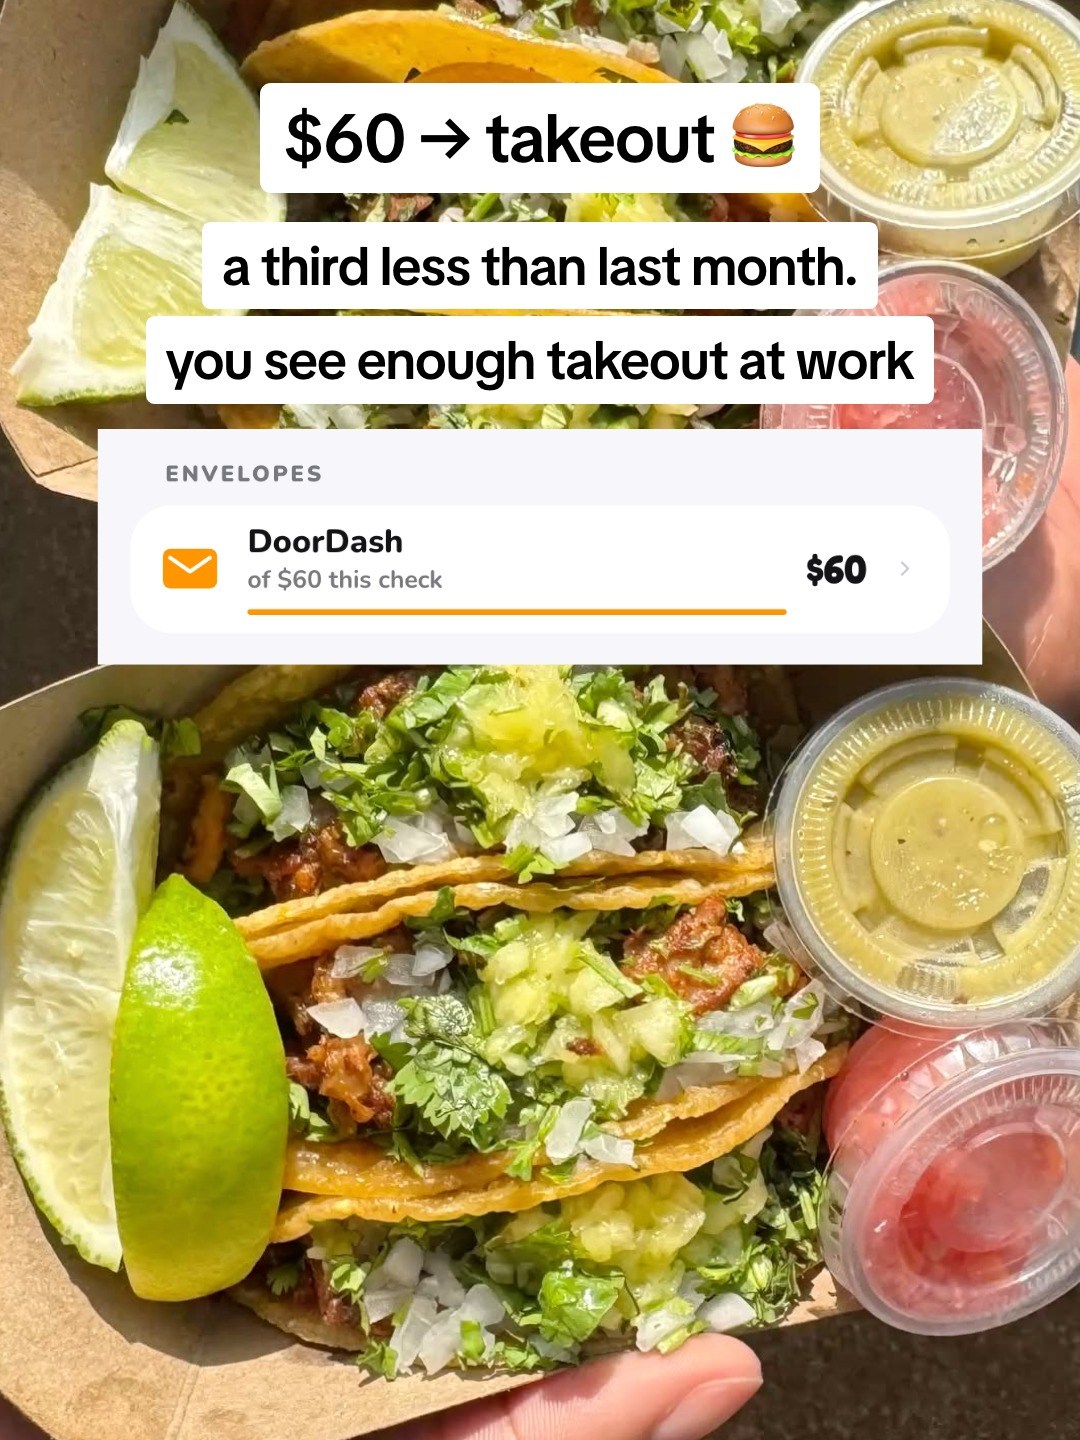 $60 → takeout 🍔
a third less than last month.
you see enough takeout at work
ENVELOPES
DoorDash
of $60 this check
$60